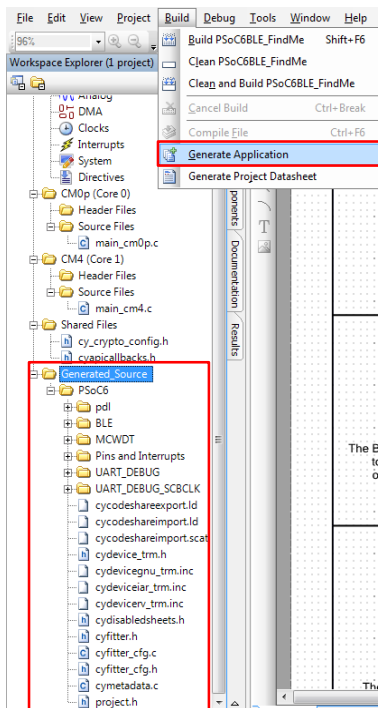 File Edit View Project Build Debug Tools Window Help
96%
Build PSoC6BLE_FindMe Shift+F6
Clean PSoC6BLE_FindMe
Clean and Build PSoC6BLE_FindMe
Cancel Build Ctrl+Break
Compile File Ctrl+F6
Generate Application
Generate Project Datasheet
Workspace Explorer (1 project)
Analog
DMA
Clocks
Interrupts
System
Directives
CM0p (Core 0)
Header Files
Source Files
main_cm0p.c
CM4 (Core 1)
Header Files
Source Files
main_cm4.c
Shared Files
cy_crypto_config.h
cyapicallbacks.h
Generated_Source
PSoC6
pdl
BLE
MCWDT
Pins and Interrupts
UART_DEBUG
UART_DEBUG_SCBCLK
cycodeshareexport.ld
cycodeshareimport.ld
cycodeshareimport.scat
cydevice_trm.h
cydevicegnu_trm.inc
cydeviceiar_trm.inc
cydevicerv_trm.inc
cydisabledsheets.h
cyfitter.h
cyfitter_cfg.c
cyfitter_cfg.h
cymetadata.c
project.h
ponents
Documentation
Results
T
The B
to
o
The